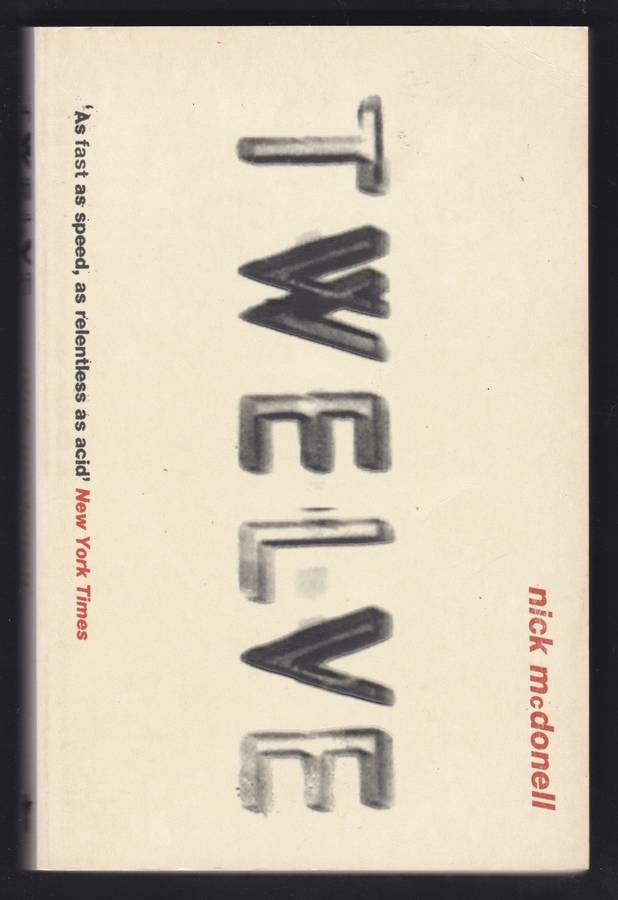 nick mcdonell
TWELVE
‘As fast as speed, as relentless as acid’ New York Times